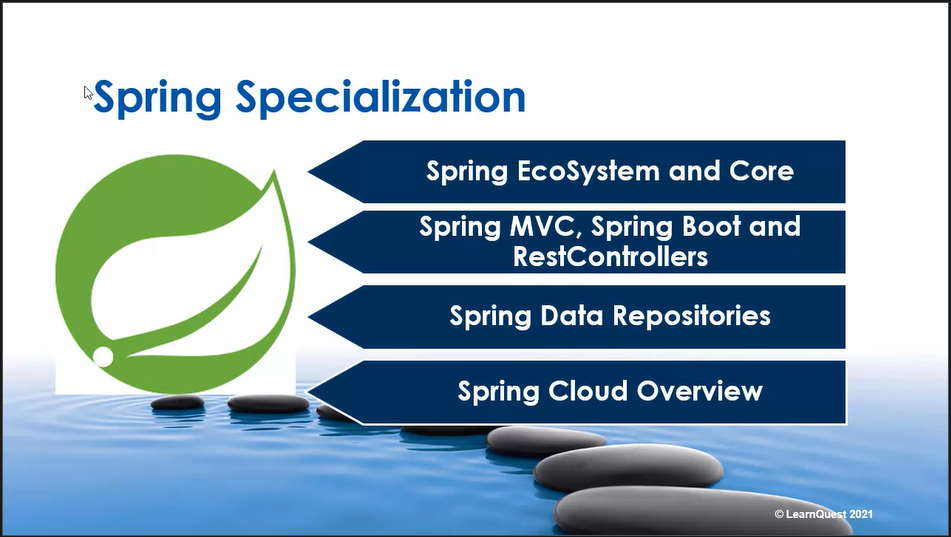 Spring Specialization
Spring EcoSystem and Core
Spring MVC, Spring Boot and
RestControllers
Spring Data Repositories
Spring Cloud Overview
© LearnQuest 2021